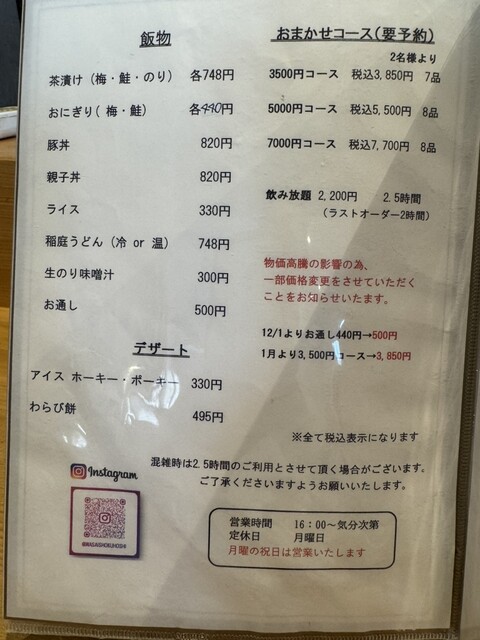 飯物
茶漬け（梅・鮭・のり） 各748円
おにぎり（ 梅・鮭） 各440円
豚丼 820円
親子丼 820円
ライス 330円
稲庭うどん（冷 or 温） 748円
生のり味噌汁 300円
お通し 500円
デザート
アイス ホーキー・ポーキー 330円
わらび餅 495円
おまかせコース（要予約）
2名様より
3500円コース 税込3,850円 7品
5000円コース 税込5,500円 8品
7000円コース 税込7,700円 8品
飲み放題 2,200円 2.5時間
（ラストオーダー2時間）
物価高騰の影響の為、
一部価格変更をさせていただく
ことをお知らせいたします。
12/1よりお通し440円→500円
1月より3,500円コース→3,850円
※全て税込表示になります
Instagram
混雑時は2.5時間のご利用とさせて頂く場合がございます。
ご了承くださいますようお願いいたします。
営業時間 16：00～気分次第
定休日 月曜日
月曜の祝日は営業いたします